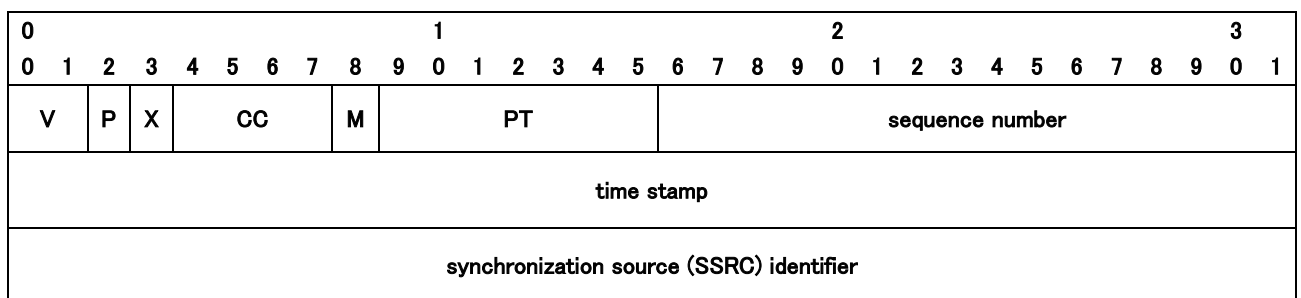 0 1 2 3
0 1 2 3 4 5 6 7 8 9 0 1 2 3 4 5 6 7 8 9 0 1 2 3 4 5 6 7 8 9 0 1
V P X CC M PT sequence number
time stamp
synchronization source (SSRC) identifier